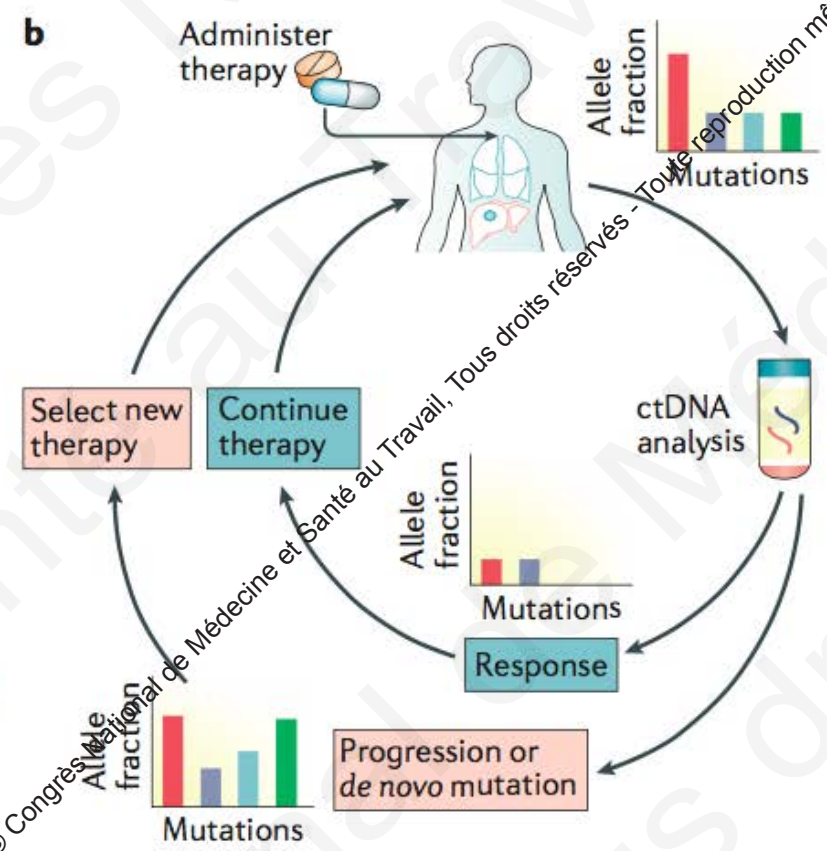 b
Administer
therapy
Allele
fraction
Mutations
Select new
therapy
Continue
therapy
ctDNA
analysis
Allele
fraction
Mutations
Response
Allele
fraction
Mutations
Progression or
de novo mutation
© Congrès National de Médecine et Santé au Travail, Tous droits réservés - Toute reproduction mê